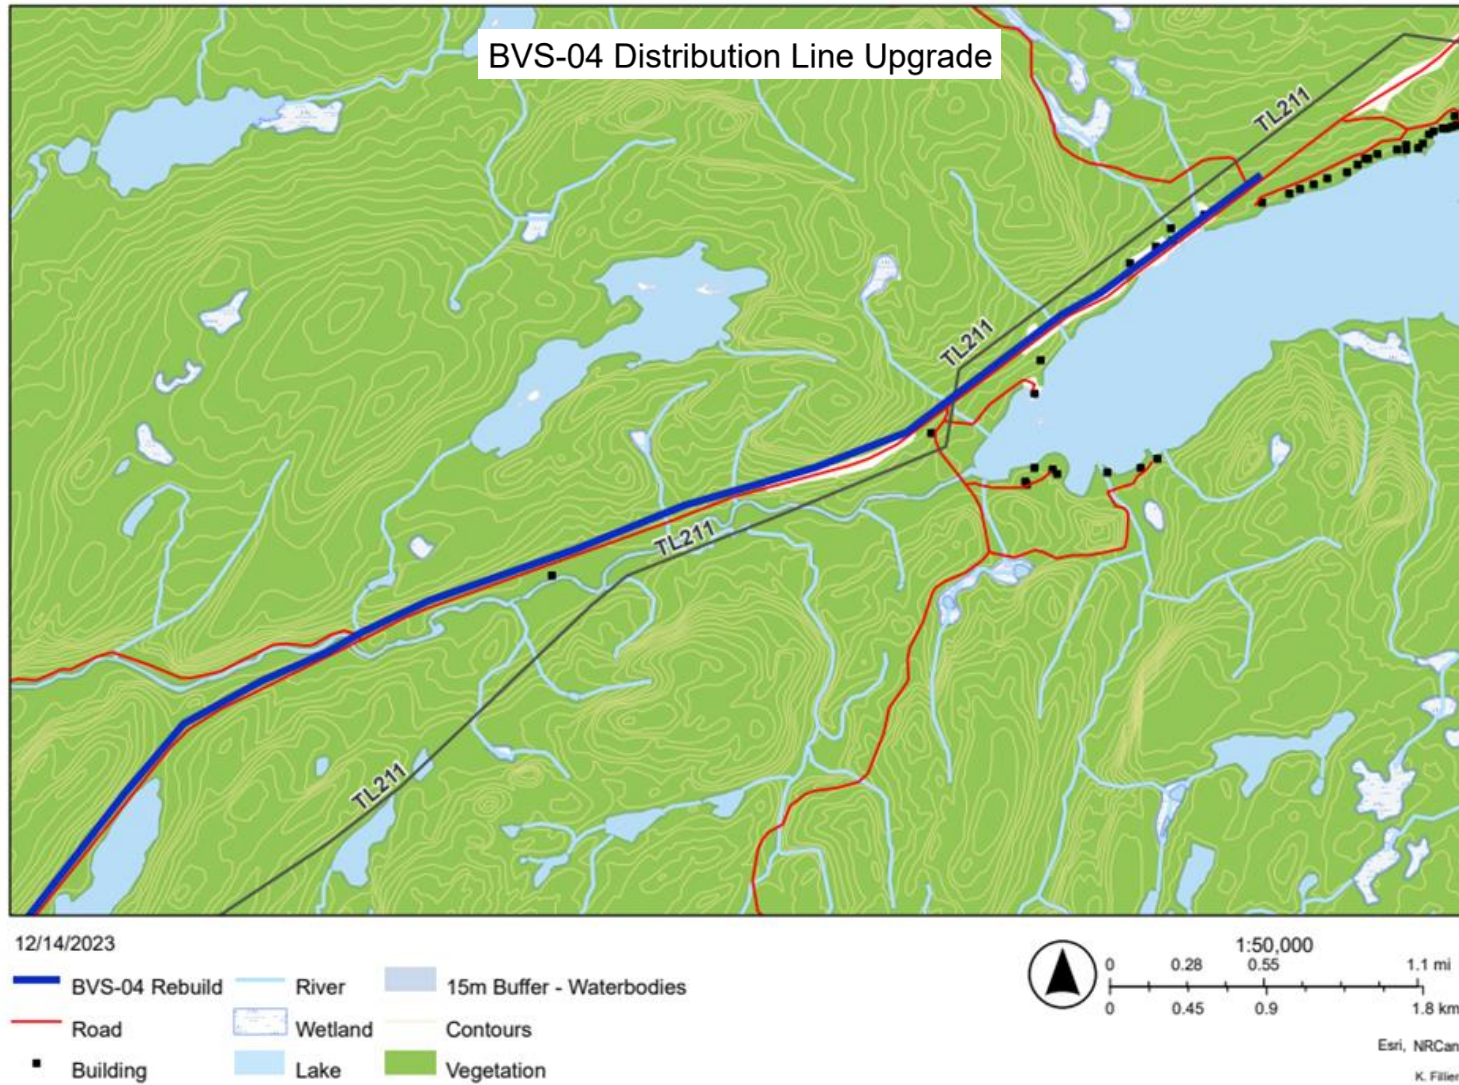 BVS-04 Distribution Line Upgrade
TL211
TL211
TL211
TL211
12/14/2023
BVS-04 Rebuild
River
15m Buffer - Waterbodies
Road
Wetland
Contours
Building
Lake
Vegetation
1:50,000
0 0.28 0.55 1.1 mi
0 0.45 0.9 1.8 km
Esri, NRCan
K. Fillier